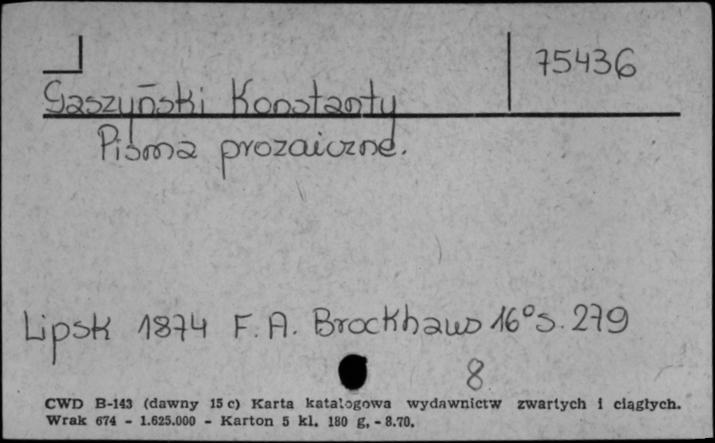 75436
Gaszyński Konstanty
Pisma prozaiczne.
Lipsk 1874 F. A. Brockhaus 16° s. 279
8
CWD B-143 (dawny 15 c) Karta katalogowa wydawnictw zwartych i ciągłych.
Wrak 674 - 1.625.000 - Karton 5 kl. 180 g. - 8.70.